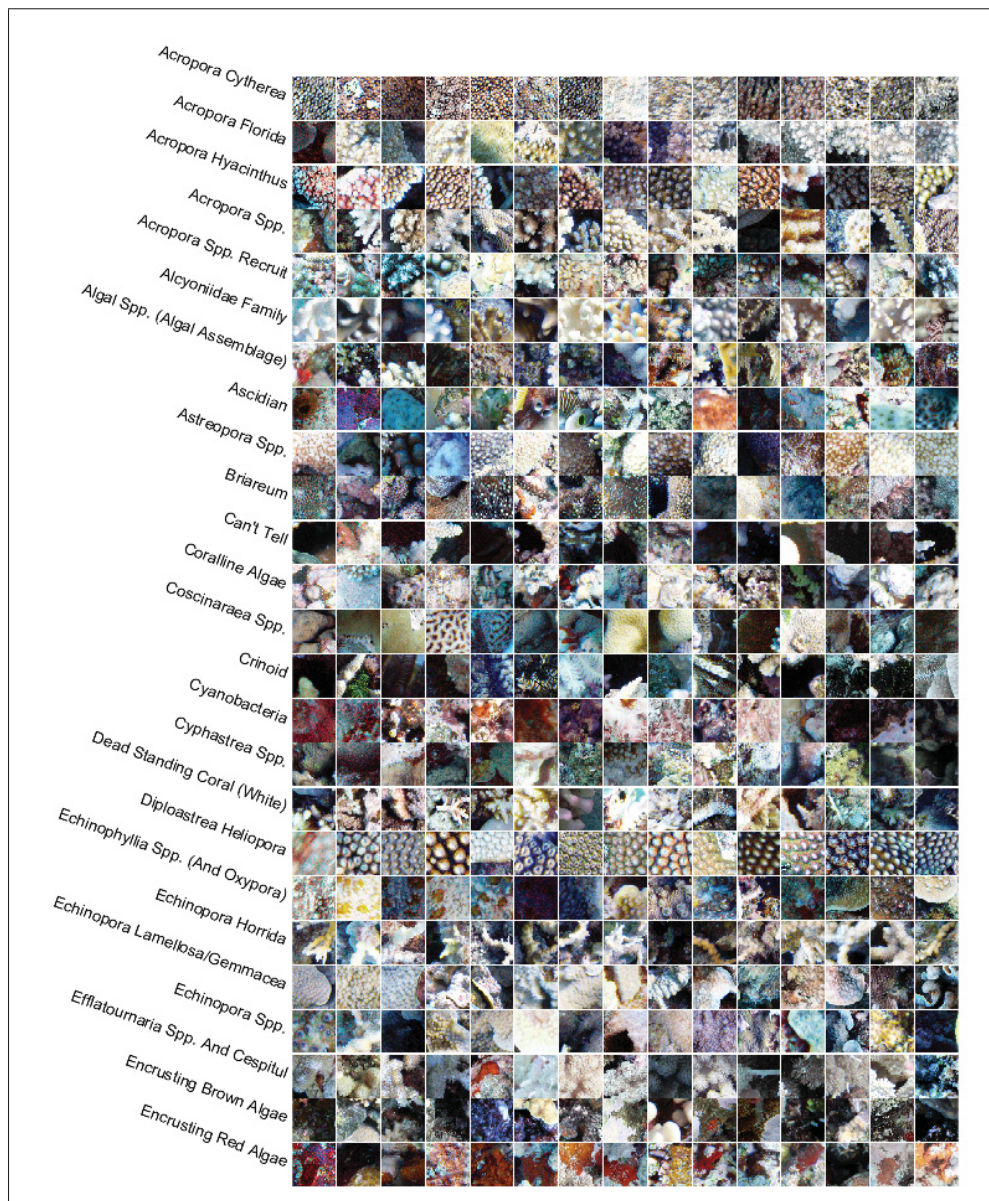 Acropora Cytherea
Acropora Florida
Acropora Hyacinthus
Acropora Spp.
Acropora Spp. Recruit
Alcyoniidae Family
Algal Spp. (Algal Assemblage)
Ascidian
Astreopora Spp.
Briareum
Can't Tell
Coralline Algae
Coscinaraea Spp.
Crinoid
Cyanobacteria
Cyphastrea Spp.
Dead Standing Coral (White)
Diploastrea Heliopora
Echinophyllia Spp. (And Oxypora)
Echinopora Horrida
Echinopora Lamellosa/Gemmacea
Echinopora Spp.
Efflatournaria Spp. And Cespitul
Encrusting Brown Algae
Encrusting Red Algae